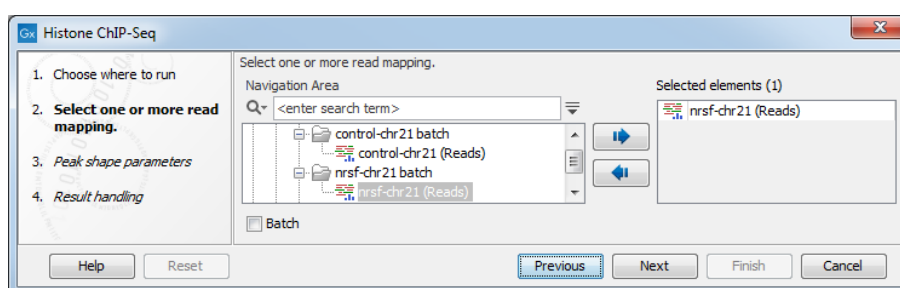 Gx Histone ChIP-Seq
1. Choose where to run
2. Select one or more read
mapping.
3. Peak shape parameters
4. Result handling
Select one or more read mapping.
Navigation Area
<enter search term>
control-chr21 batch
control-chr21 (Reads)
nrsf-chr21 batch
nrsf-chr21 (Reads)
Batch
Selected elements (1)
nrsf-chr21 (Reads)
Help
Reset
Previous
Next
Finish
Cancel